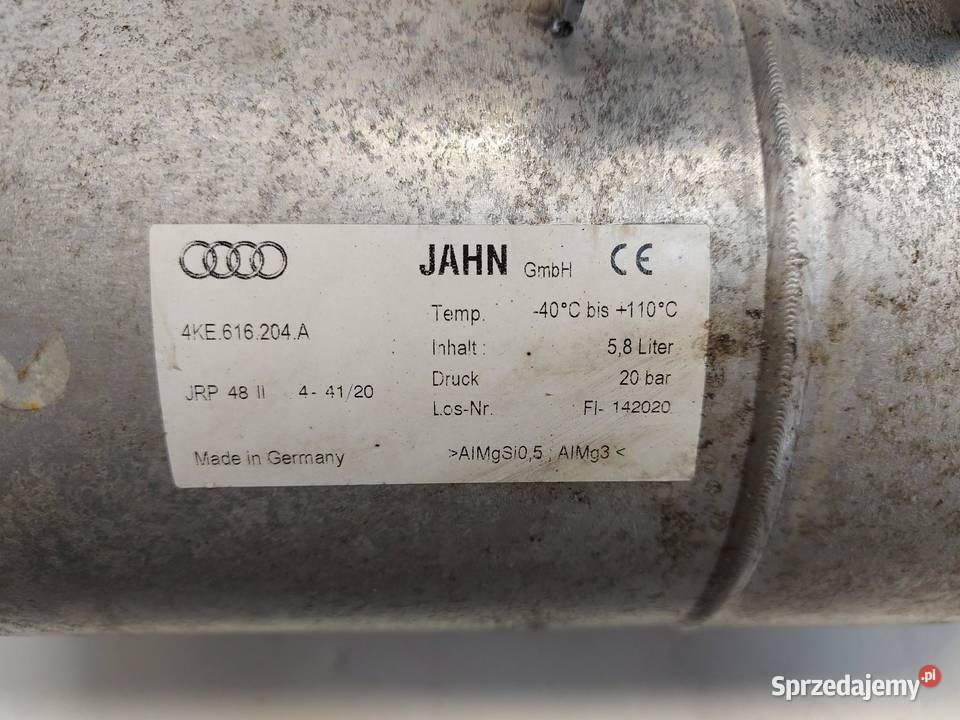 JAHN GmbH CE
4KE.616.204.A
Temp. -40°C bis +110°C
Inhalt : 5,8 Liter
JRP 48 II 4- 41/20
Druck 20 bar
Los-Nr. FI- 142020
Made in Germany
>AlMgSi0,5 ; AlMg3 <
Sprzedajemy.pl